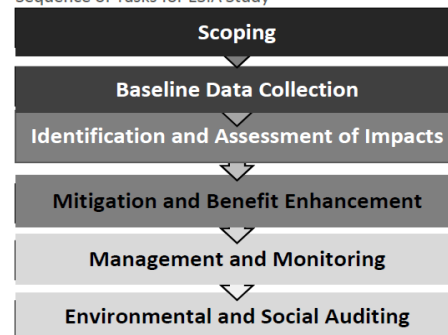 Sequence of Tasks for ESIA Study
Scoping
Baseline Data Collection
Identification and Assessment of Impacts
Mitigation and Benefit Enhancement
Management and Monitoring
Environmental and Social Auditing